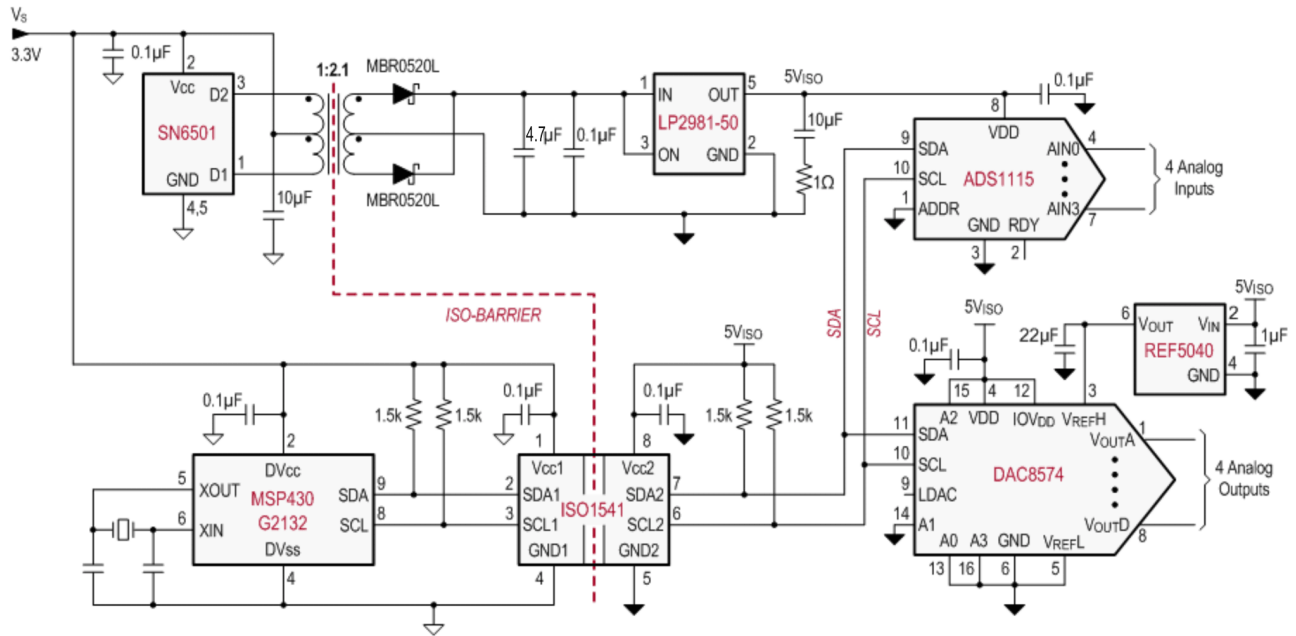 VS
3.3V
0.1µF
2
Vcc
3
D2
SN6501
1
D1
GND
4,5
10µF
1:2.1
MBR0520L
MBR0520L
4.7µF
0.1µF
1
IN
OUT
5
LP2981-50
3
ON
GND
2
5VISO
10µF
1Ω
0.1µF
8
VDD
9
SDA
10
SCL
1
ADDR
ADS1115
AIN0
4
AIN3
7
GND
RDY
3
2
4 Analog
Inputs
ISO-BARRIER
SDA
SCL
5VISO
0.1µF
22µF
6
VOUT
VIN
2
REF5040
GND
4
5VISO
1µF
0.1µF
2
DVcc
5
XOUT
6
XIN
MSP430
G2132
SDA
9
SCL
8
DVss
4
1.5k
1.5k
0.1µF
1
Vcc1
2
SDA1
3
SCL1
GND1
4
ISO1541
8
Vcc2
SDA2
7
SCL2
6
GND2
5
0.1µF
5VISO
1.5k
1.5k
15
4
12
3
A2
VDD
IOVDD
VREFH
11
SDA
10
SCL
9
LDAC
14
A1
DAC8574
VOUTA
1
VOUTD
8
A0
A3
GND
VREFL
13
16
6
5
4 Analog
Outputs